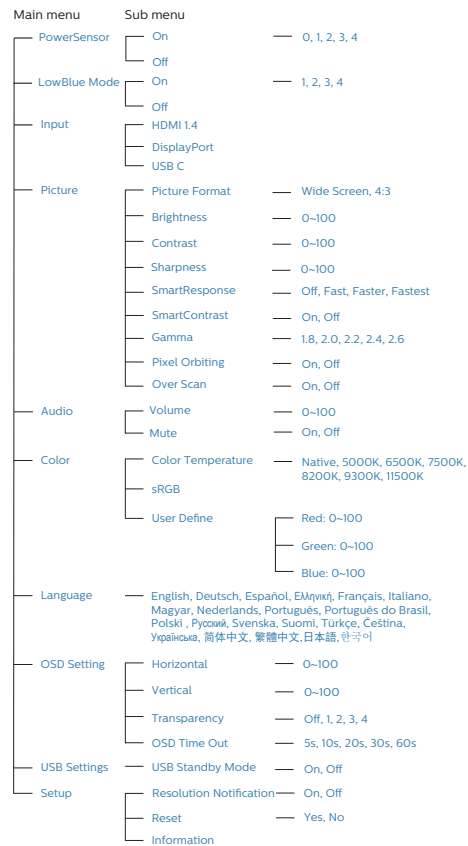 Main menu Sub menu
PowerSensor On 0, 1, 2, 3, 4
Off
LowBlue Mode On 1, 2, 3, 4
Off
Input HDMI 1.4
DisplayPort
USB C
Picture Picture Format Wide Screen, 4:3
Brightness 0~100
Contrast 0~100
Sharpness 0~100
SmartResponse Off, Fast, Faster, Fastest
SmartContrast On, Off
Gamma 1.8, 2.0, 2.2, 2.4, 2.6
Pixel Orbiting On, Off
Over Scan On, Off
Audio Volume 0~100
Mute On, Off
Color Color Temperature Native, 5000K, 6500K, 7500K,
8200K, 9300K, 11500K
sRGB
User Define Red: 0~100
Green: 0~100
Blue: 0~100
Language English, Deutsch, Español, Ελληνική, Français, Italiano,
Magyar, Nederlands, Português, Português do Brasil,
Polski , Русский, Svenska, Suomi, Türkçe, Čeština,
Українська, 简体中文, 繁體中文,日本語,한국어
OSD Setting Horizontal 0~100
Vertical 0~100
Transparency Off, 1, 2, 3, 4
OSD Time Out 5s, 10s, 20s, 30s, 60s
USB Settings USB Standby Mode On, Off
Setup Resolution Notification On, Off
Reset Yes, No
Information